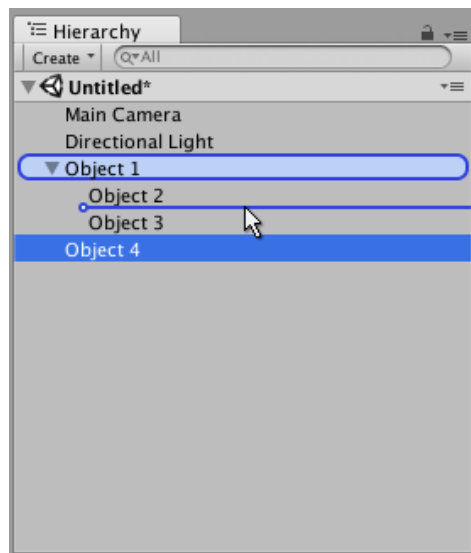 Hierarchy
Create All
Untitled*
Main Camera
Directional Light
Object 1
Object 2
Object 3
Object 4